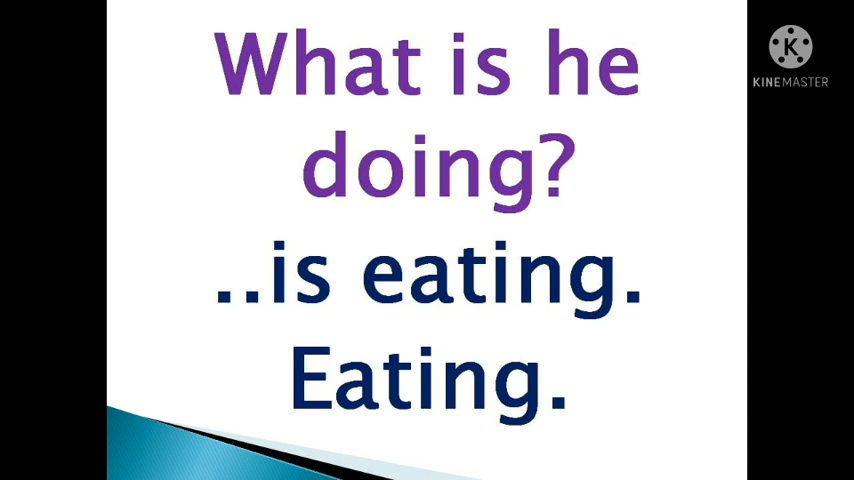 What is he
doing?
..is eating.
Eating.
K
KINEMASTER